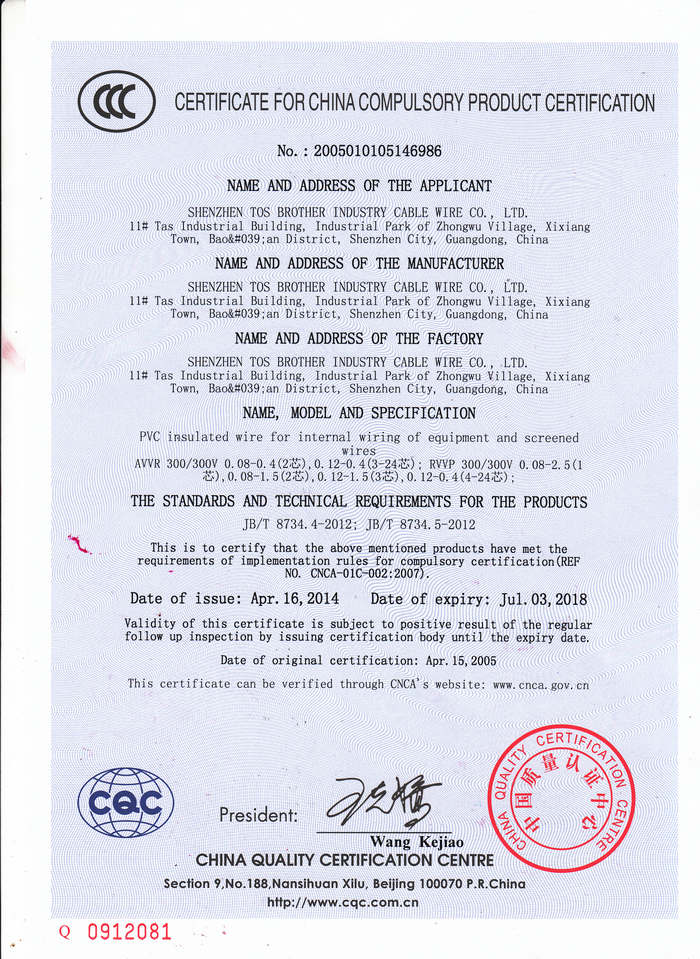 CCC
CERTIFICATE FOR CHINA COMPULSORY PRODUCT CERTIFICATION
No.: 2005010105146986
NAME AND ADDRESS OF THE APPLICANT
SHENZHEN TOS BROTHER INDUSTRY CABLE WIRE CO., LTD.
11# Tas Industrial Building, Industrial Park of Zhongwu Village, Xixiang
Town, Bao&#039;an District, Shenzhen City, Guangdong, China
NAME AND ADDRESS OF THE MANUFACTURER
SHENZHEN TOS BROTHER INDUSTRY CABLE WIRE CO., LTD.
11# Tas Industrial Building, Industrial Park of Zhongwu Village, Xixiang
Town, Bao&#039;an District, Shenzhen City, Guangdong, China
NAME AND ADDRESS OF THE FACTORY
SHENZHEN TOS BROTHER INDUSTRY CABLE WIRE CO., LTD.
11# Tas Industrial Building, Industrial Park of Zhongwu Village, Xixiang
Town, Bao&#039;an District, Shenzhen City, Guangdong, China
NAME, MODEL AND SPECIFICATION
PVC insulated wire for internal wiring of equipment and screened
wires
AVVR 300/300V 0.08-0.4(2芯),0.12-0.4(3-24芯); RVVP 300/300V 0.08-2.5(1
芯),0.08-1.5(2芯),0.12-1.5(3芯),0.12-0.4(4-24芯);
THE STANDARDS AND TECHNICAL REQUIREMENTS FOR THE PRODUCTS
JB/T 8734.4-2012; JB/T 8734.5-2012
This is to certify that the above mentioned products have met the
requirements of implementation rules for compulsory certification(REF
NO. CNCA-01C-002:2007).
Date of issue: Apr.16,2014 Date of expiry: Jul.03,2018
Validity of this certificate is subject to positive result of the regular
follow up inspection by issuing certification body until the expiry date.
Date of original certification: Apr.15,2005
This certificate can be verified through CNCA's website: www.cnca.gov.cn
CQC
President:
王克娇
Wang Kejiao
CHINA QUALITY CERTIFICATION CENTRE
中国质量认证中心
CHINA QUALITY CERTIFICATION CENTRE
Section 9,No.188,Nansihuan Xilu, Beijing 100070 P.R.China
http://www.cqc.com.cn
Q 0912081